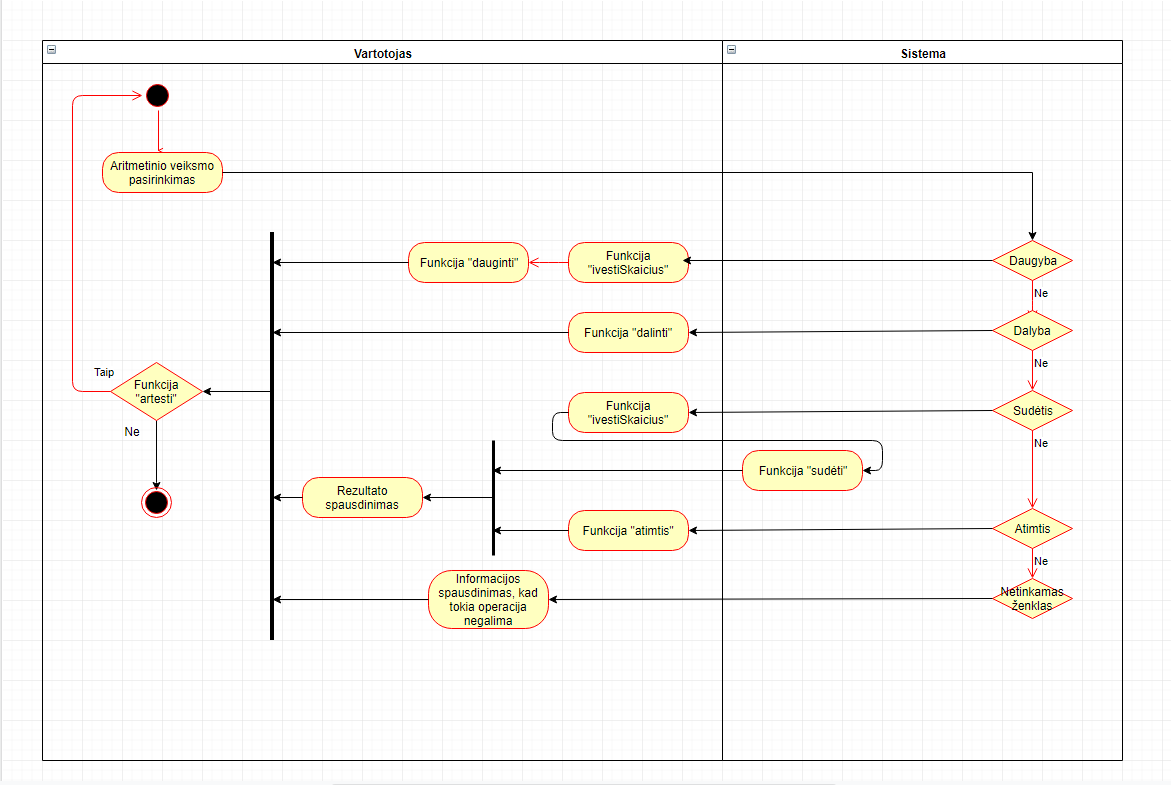 Vartotojas
Sistema
Aritmetinio veiksmo
pasirinkimas
Funkcija "dauginti"
Funkcija
"ivestiSkaicius"
Daugyba
Ne
Funkcija "dalinti"
Dalyba
Ne
Taip
Funkcija
"artesti"
Ne
Funkcija
"ivestiSkaicius"
Sudėtis
Ne
Funkcija "sudėti"
Rezultato
spausdinimas
Funkcija "atimtis"
Atimtis
Ne
Informacijos
spausdinimas, kad
tokia operacija
negalima
Netinkamas
ženklas